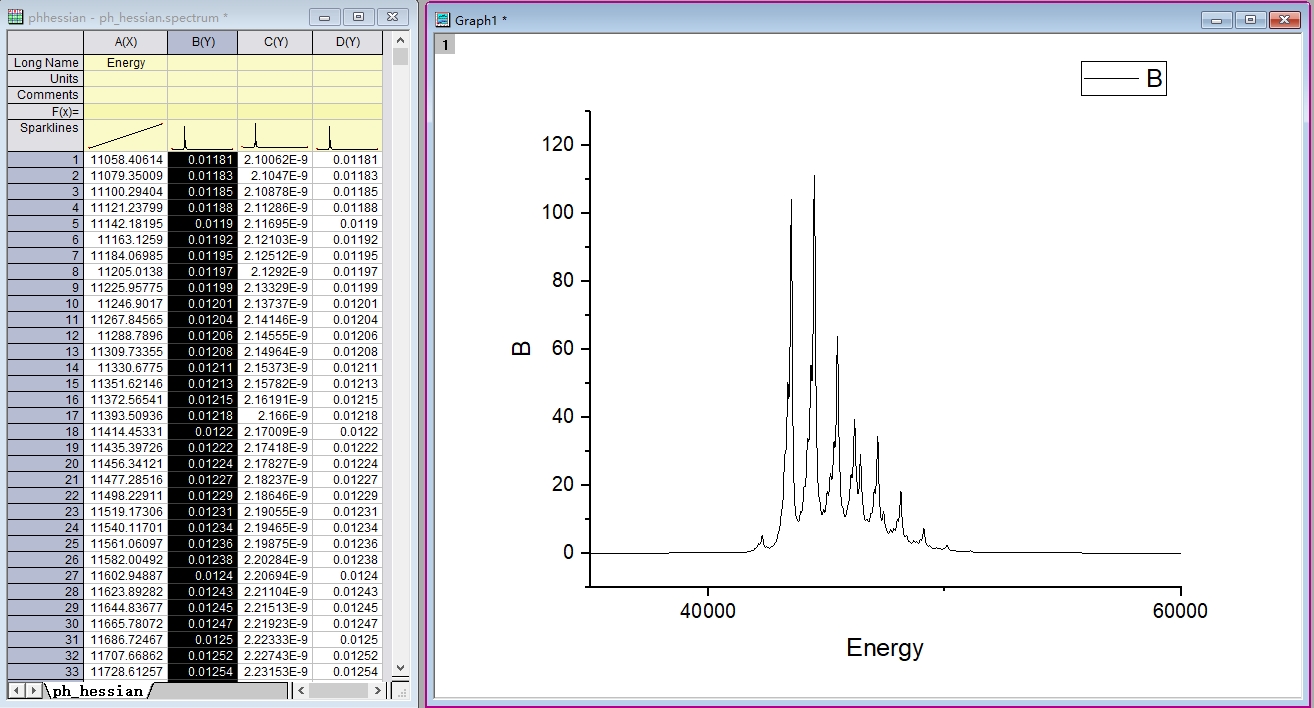 phhessian - ph_hessian.spectrum *
A(X) B(Y) C(Y) D(Y)
Long Name Energy
Units
Comments
F(x)=
Sparklines
1 11058.40614 0.01181 2.10062E-9 0.01181
2 11079.35009 0.01183 2.1047E-9 0.01183
3 11100.29404 0.01185 2.10878E-9 0.01185
4 11121.23799 0.01188 2.11286E-9 0.01188
5 11142.18195 0.0119 2.11695E-9 0.0119
6 11163.1259 0.01192 2.12103E-9 0.01192
7 11184.06985 0.01195 2.12512E-9 0.01195
8 11205.0138 0.01197 2.1292E-9 0.01197
9 11225.95775 0.01199 2.13329E-9 0.01199
10 11246.9017 0.01201 2.13737E-9 0.01201
11 11267.84565 0.01204 2.14146E-9 0.01204
12 11288.7896 0.01206 2.14555E-9 0.01206
13 11309.73355 0.01208 2.14964E-9 0.01208
14 11330.6775 0.01211 2.15373E-9 0.01211
15 11351.62146 0.01213 2.15782E-9 0.01213
16 11372.56541 0.01215 2.16191E-9 0.01215
17 11393.50936 0.01218 2.166E-9 0.01218
18 11414.45331 0.0122 2.17009E-9 0.0122
19 11435.39726 0.01222 2.17418E-9 0.01222
20 11456.34121 0.01224 2.17827E-9 0.01224
21 11477.28516 0.01227 2.18237E-9 0.01227
22 11498.22911 0.01229 2.18646E-9 0.01229
23 11519.17306 0.01231 2.19055E-9 0.01231
24 11540.11701 0.01234 2.19465E-9 0.01234
25 11561.06097 0.01236 2.19875E-9 0.01236
26 11582.00492 0.01238 2.20284E-9 0.01238
27 11602.94887 0.0124 2.20694E-9 0.0124
28 11623.89282 0.01243 2.21104E-9 0.01243
29 11644.83677 0.01245 2.21513E-9 0.01245
30 11665.78072 0.01247 2.21923E-9 0.01247
31 11686.72467 0.0125 2.22333E-9 0.0125
32 11707.66862 0.01252 2.22743E-9 0.01252
33 11728.61257 0.01254 2.23153E-9 0.01254
ph_hessian
Graph1 *
1
B
120
100
80
60
40
20
0
B
40000 60000
Energy